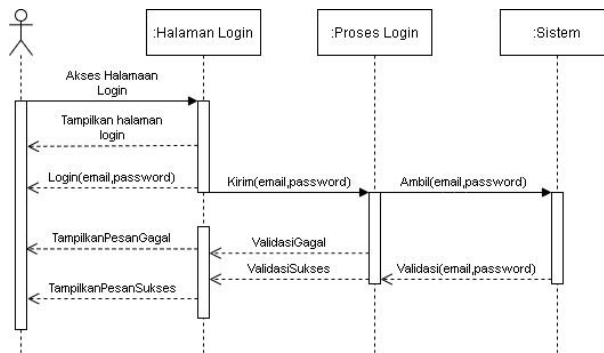 :Halaman Login
:Proses Login
:Sistem
Akses Halamaan
Login
Tampilkan halaman
login
Login(email,password)
Kirim(email,password)
Ambil(email,password)
TampilkanPesanGagal
ValidasiGagal
ValidasiSukses
Validasi(email,password)
TampilkanPesanSukses